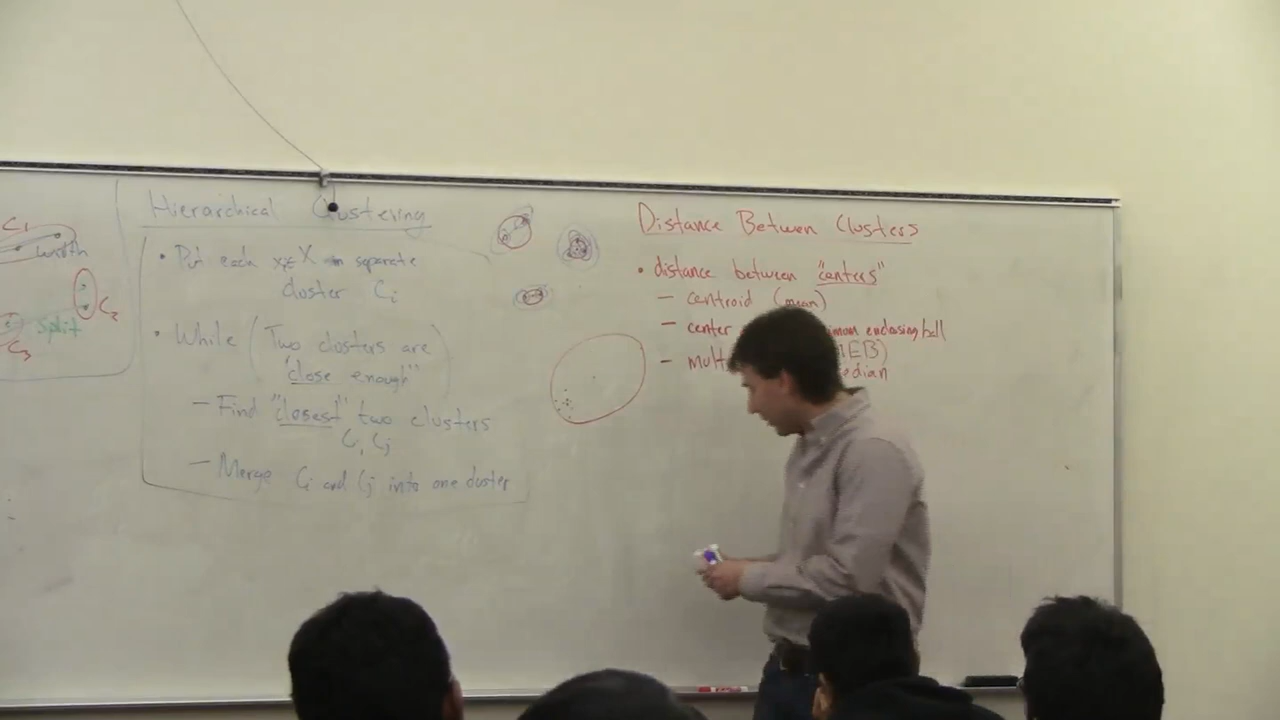 C1
width
C2
split
C3
Hierarchical Clustering
• Put each xi∈X in separate
cluster Ci
• While (Two clusters are
"close enough")
- Find "closest" two clusters
Ci, Cj
- Merge Ci and Cj into one cluster
Distance Between Clusters
• distance between "centers"
- centroid (mean)
- center enclosing ball
-